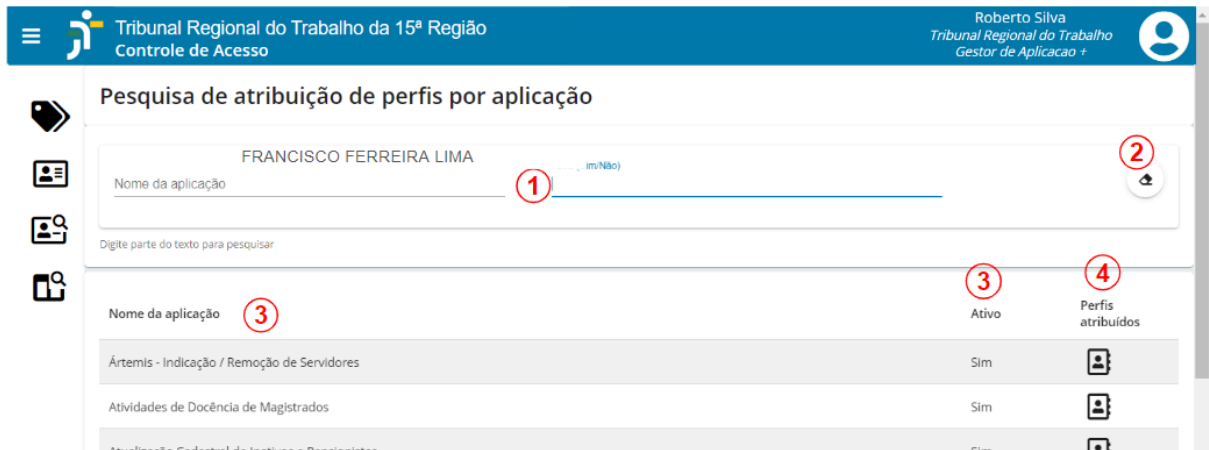 Tribunal Regional do Trabalho da 15ª Região
Controle de Acesso
Roberto Silva
Tribunal Regional do Trabalho
Gestor de Aplicacao +
Pesquisa de atribuição de perfis por aplicação
FRANCISCO FERREIRA LIMA
im/Não)
2
Nome da aplicação
1
Digite parte do texto para pesquisar
3
4
Nome da aplicação 3
Ativo
Perfis
atribuídos
Ártemis - Indicação / Remoção de Servidores Sim
Atividades de Docência de Magistrados Sim